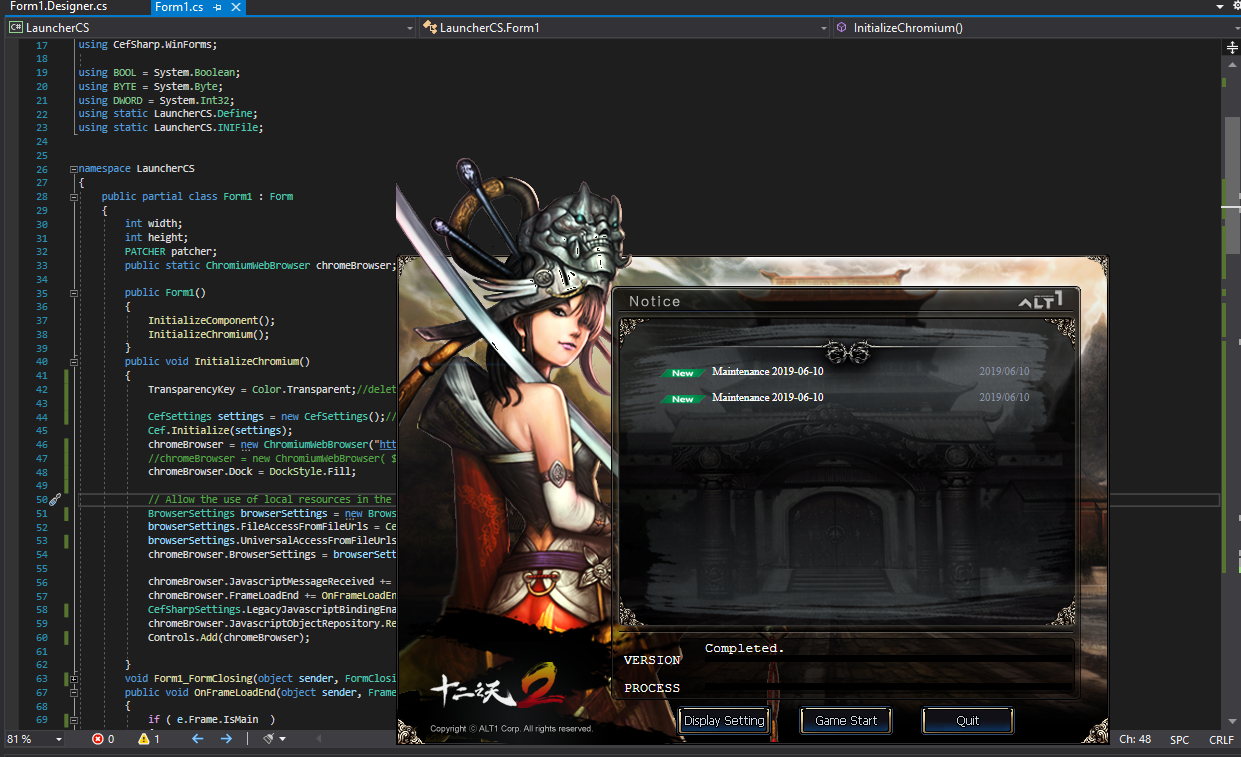 Form1.Designer.cs
Form1.cs
LauncherCS
LauncherCS.Form1
InitializeChromium()
17 using CefSharp.WinForms;
18
19 using BOOL = System.Boolean;
20 using BYTE = System.Byte;
21 using DWORD = System.Int32;
22 using static LauncherCS.Define;
23 using static LauncherCS.INIFile;
24
25
26 namespace LauncherCS
27 {
28 public partial class Form1 : Form
29 {
30 int width;
31 int height;
32 PATCHER patcher;
33 public static ChromiumWebBrowser chromeBrowser;
34
35 public Form1()
36 {
37 InitializeComponent();
38 InitializeChromium();
39 }
40 public void InitializeChromium()
41 {
42 TransparencyKey = Color.Transparent;//delet
43
44 CefSettings settings = new CefSettings();//
45 Cef.Initialize(settings);
46 chromeBrowser = new ChromiumWebBrowser("htt
47 //chromeBrowser = new ChromiumWebBrowser( $
48 chromeBrowser.Dock = DockStyle.Fill;
49
50 // Allow the use of local resources in the
51 BrowserSettings browserSettings = new Brows
52 browserSettings.FileAccessFromFileUrls = Ce
53 browserSettings.UniversalAccessFromFileUrls
54 chromeBrowser.BrowserSettings = browserSett
55
56 chromeBrowser.JavascriptMessageReceived +=
57 chromeBrowser.FrameLoadEnd += OnFrameLoadEn
58 CefSharpSettings.LegacyJavascriptBindingEna
59 chromeBrowser.JavascriptObjectRepository.Re
60 Controls.Add(chromeBrowser);
61
62 }
63 void Form1_FormClosing(object sender, FormClosi
67 public void OnFrameLoadEnd(object sender, Frame
68 {
69 if ( e.Frame.IsMain )
81 %
0
1
Ch: 48
SPC
CRLF
Notice
ALT1
New Maintenance 2019-06-10 2019/06/10
New Maintenance 2019-06-10 2019/06/10
Completed.
VERSION
PROCESS
十二之天2
Copyright ⓒ ALT1 Corp. All rights reserved.
Display Setting
Game Start
Quit